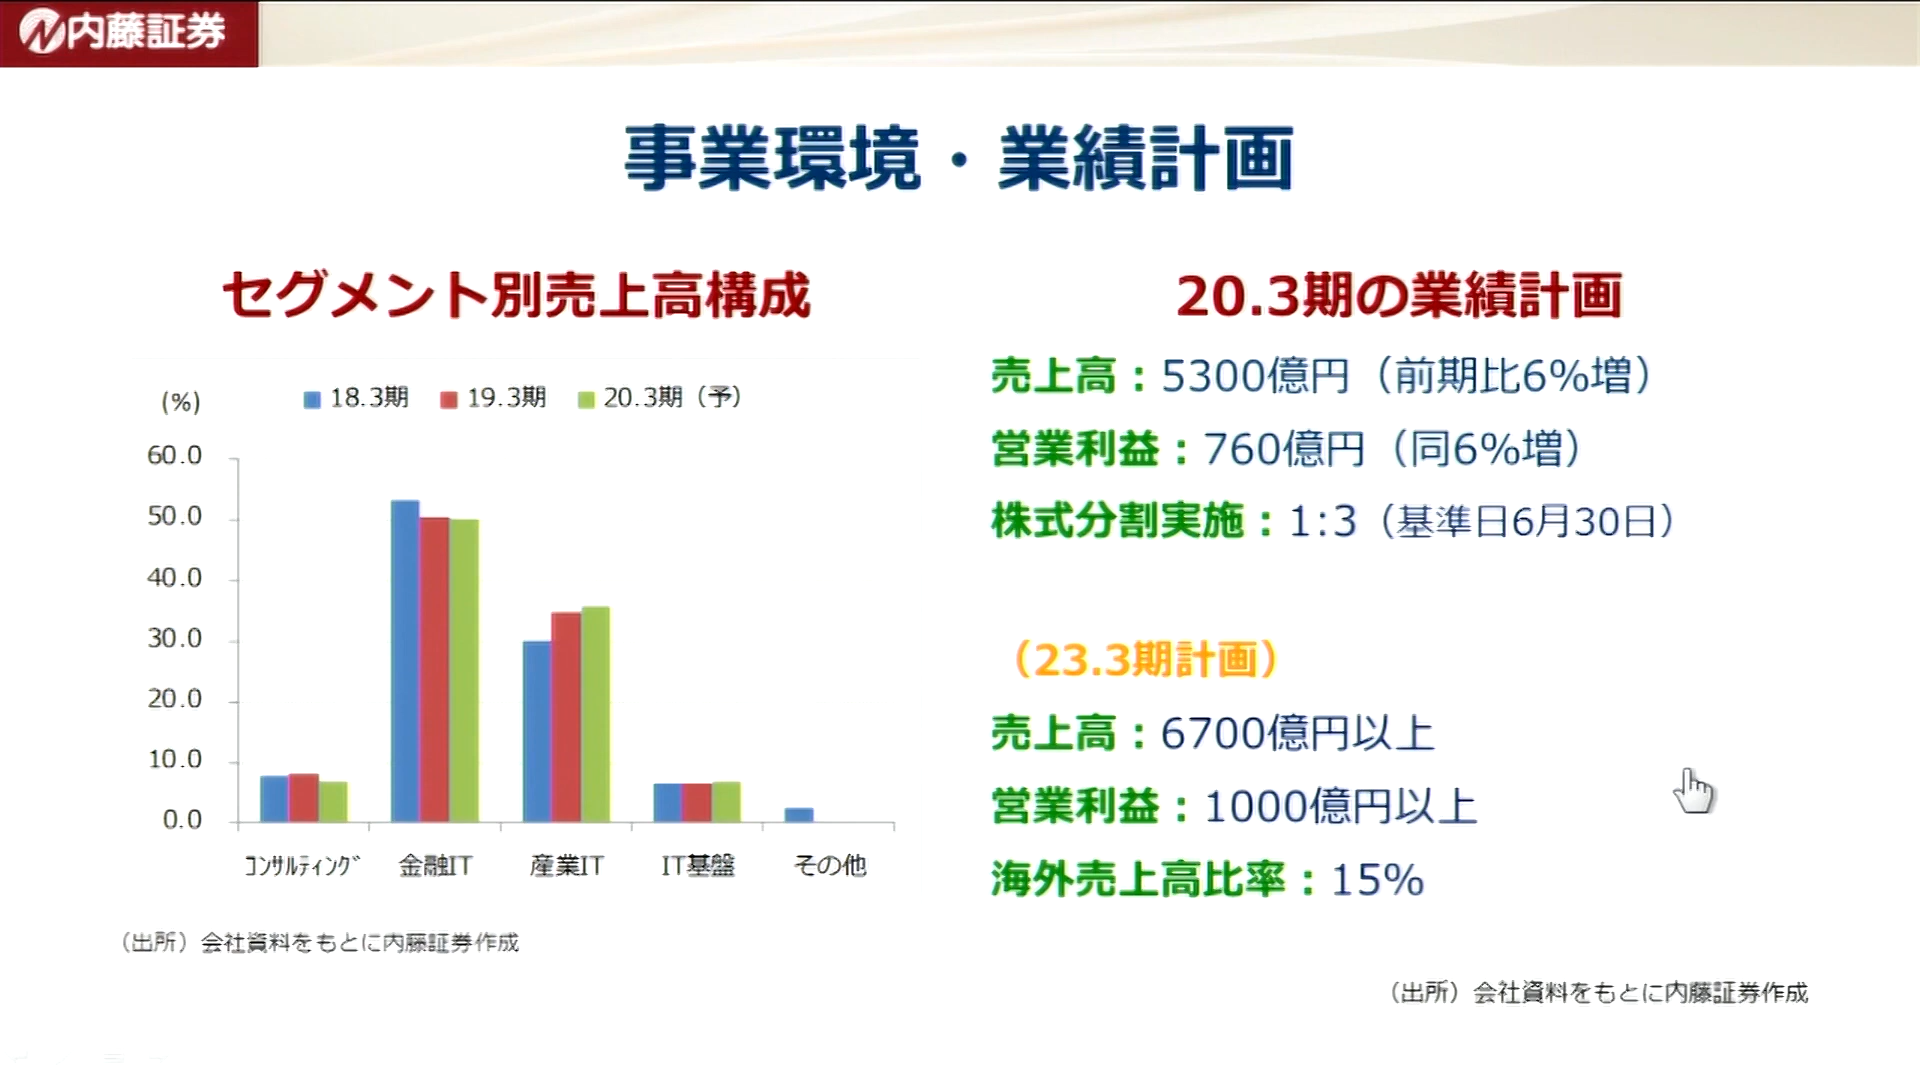 内藤証券
事業環境・業績計画
セグメント別売上高構成
(%)
18.3期 19.3期 20.3期（予）
60.0
50.0
40.0
30.0
20.0
10.0
0.0
ｺﾝｻﾙﾃｨﾝｸﾞ 金融IT 産業IT IT基盤 その他
（出所）会社資料をもとに内藤証券作成
20.3期の業績計画
売上高：5300億円（前期比6%増）
営業利益：760億円（同6%増）
株式分割実施：1:3（基準日6月30日）
（23.3期計画）
売上高：6700億円以上
営業利益：1000億円以上
海外売上高比率：15%
（出所）会社資料をもとに内藤証券作成